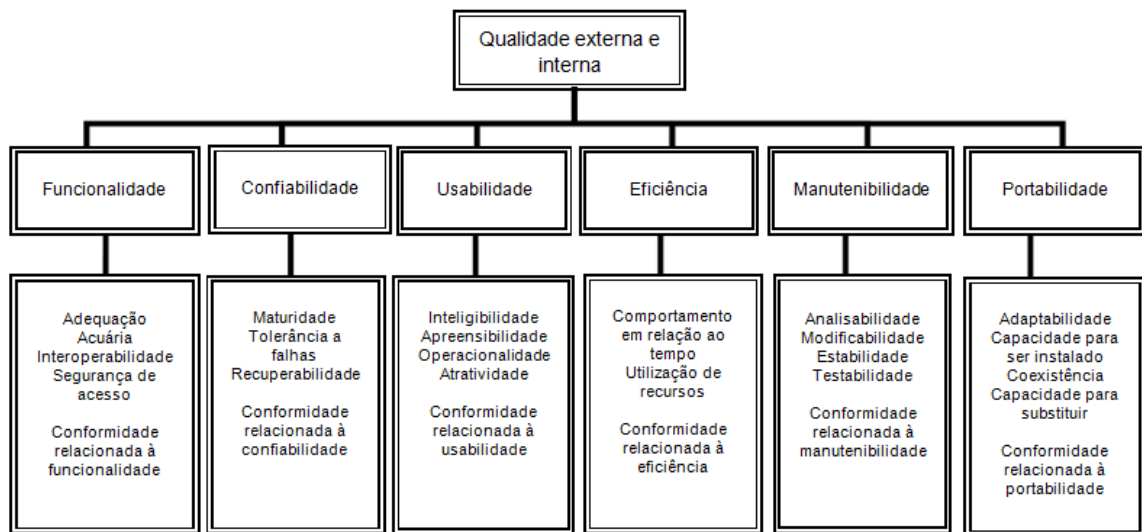 Qualidade externa e
interna
Funcionalidade
Confiabilidade
Usabilidade
Eficiência
Manutenibilidade
Portabilidade
Adequação
Acuária
Interoperabilidade
Segurança de
acesso
Conformidade
relacionada à
funcionalidade
Maturidade
Tolerância a
falhas
Recuperabilidade
Conformidade
relacionada à
confiabilidade
Inteligibilidade
Apreensibilidade
Operacionalidade
Atratividade
Conformidade
relacionada à
usabilidade
Comportamento
em relação ao
tempo
Utilização de
recursos
Conformidade
relacionada à
eficiência
Analisabilidade
Modificabilidade
Estabilidade
Testabilidade
Conformidade
relacionada à
manutenibilidade
Adaptabilidade
Capacidade para
ser instalado
Coexistência
Capacidade para
substituir
Conformidade
relacionada à
portabilidade